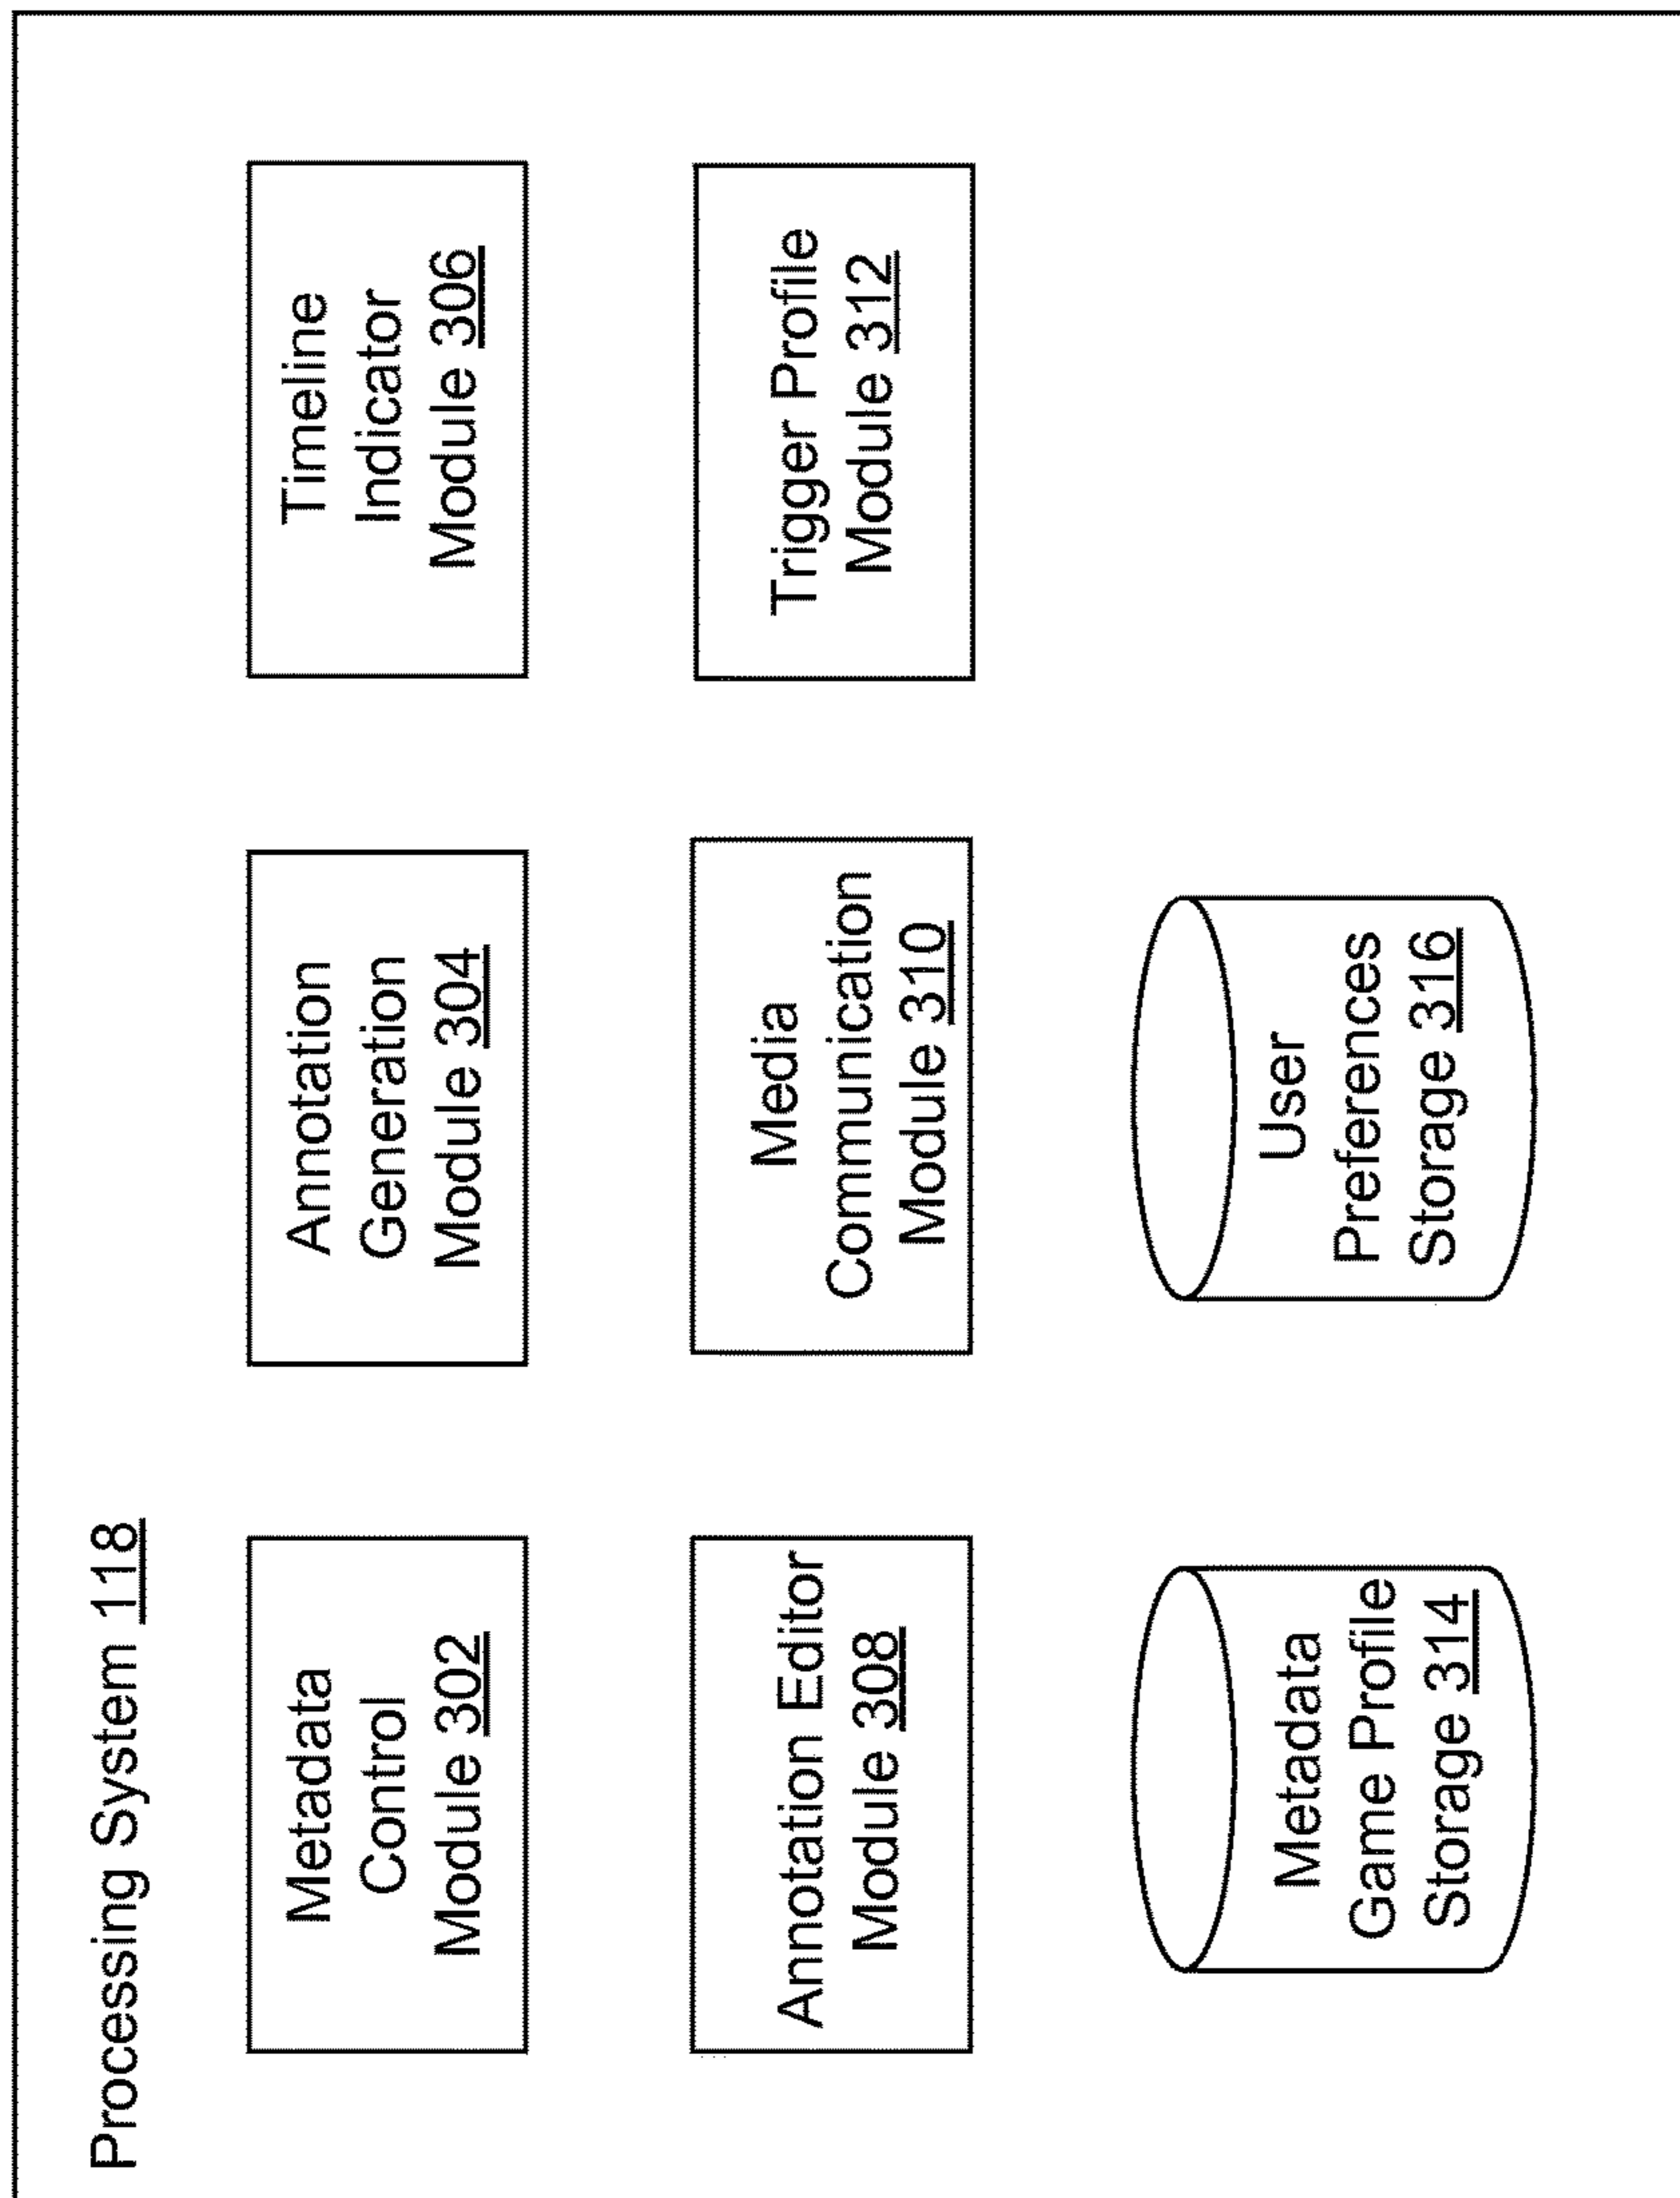 Processing System 118
Metadata
Control
Module 302
Annotation
Generation
Module 304
Timeline
Indicator
Module 306
Annotation Editor
Module 308
Media
Communication
Module 310
Trigger Profile
Module 312
Metadata
Game Profile
Storage 314
User
Preferences
Storage 316